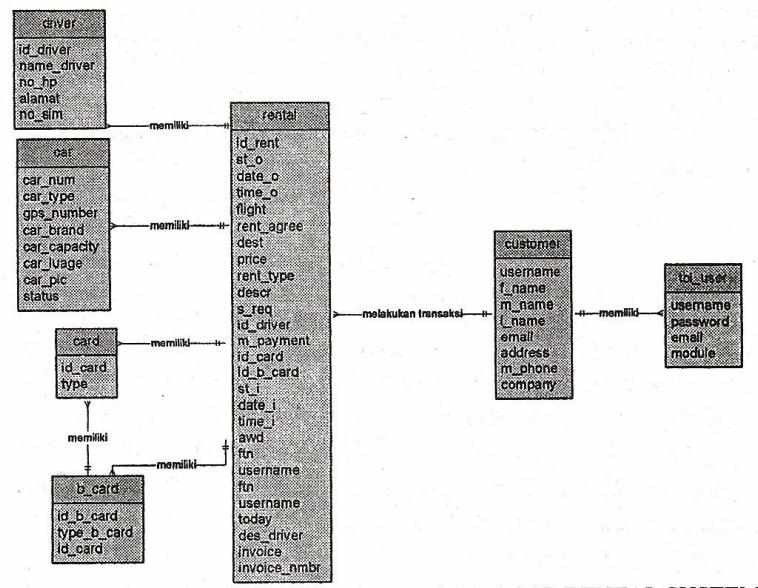 driver
id_driver
name_driver
no_hp
alamat
no_sim
memiliki
car
car_num
car_type
gps_number
car_brand
car_capacity
car_luage
car_pic
status
memiliki
card
id_card
type
memiliki
memiliki
b_card
id_b_card
type_b_card
id_card
memiliki
rental
id_rent
st_o
date_o
time_o
flight
rent_agree
dest
price
rent_type
descr
s_req
id_driver
m_payment
id_card
id_b_card
st_i
date_i
time_i
awd
ftn
username
ftn
username
today
des_driver
invoice
invoice_nmbr
melakukan transaksi
customer
username
f_name
m_name
l_name
email
address
m_phone
company
memiliki
tbl_user
username
password
email
module